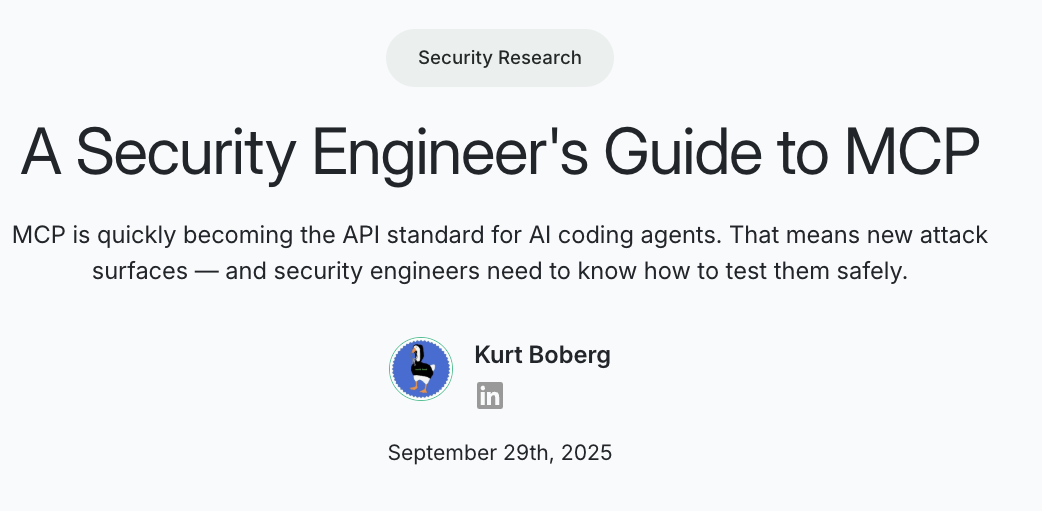 Security Research
A Security Engineer's Guide to MCP
MCP is quickly becoming the API standard for AI coding agents. That means new attack
surfaces — and security engineers need to know how to test them safely.
Kurt Boberg
in
September 29th, 2025